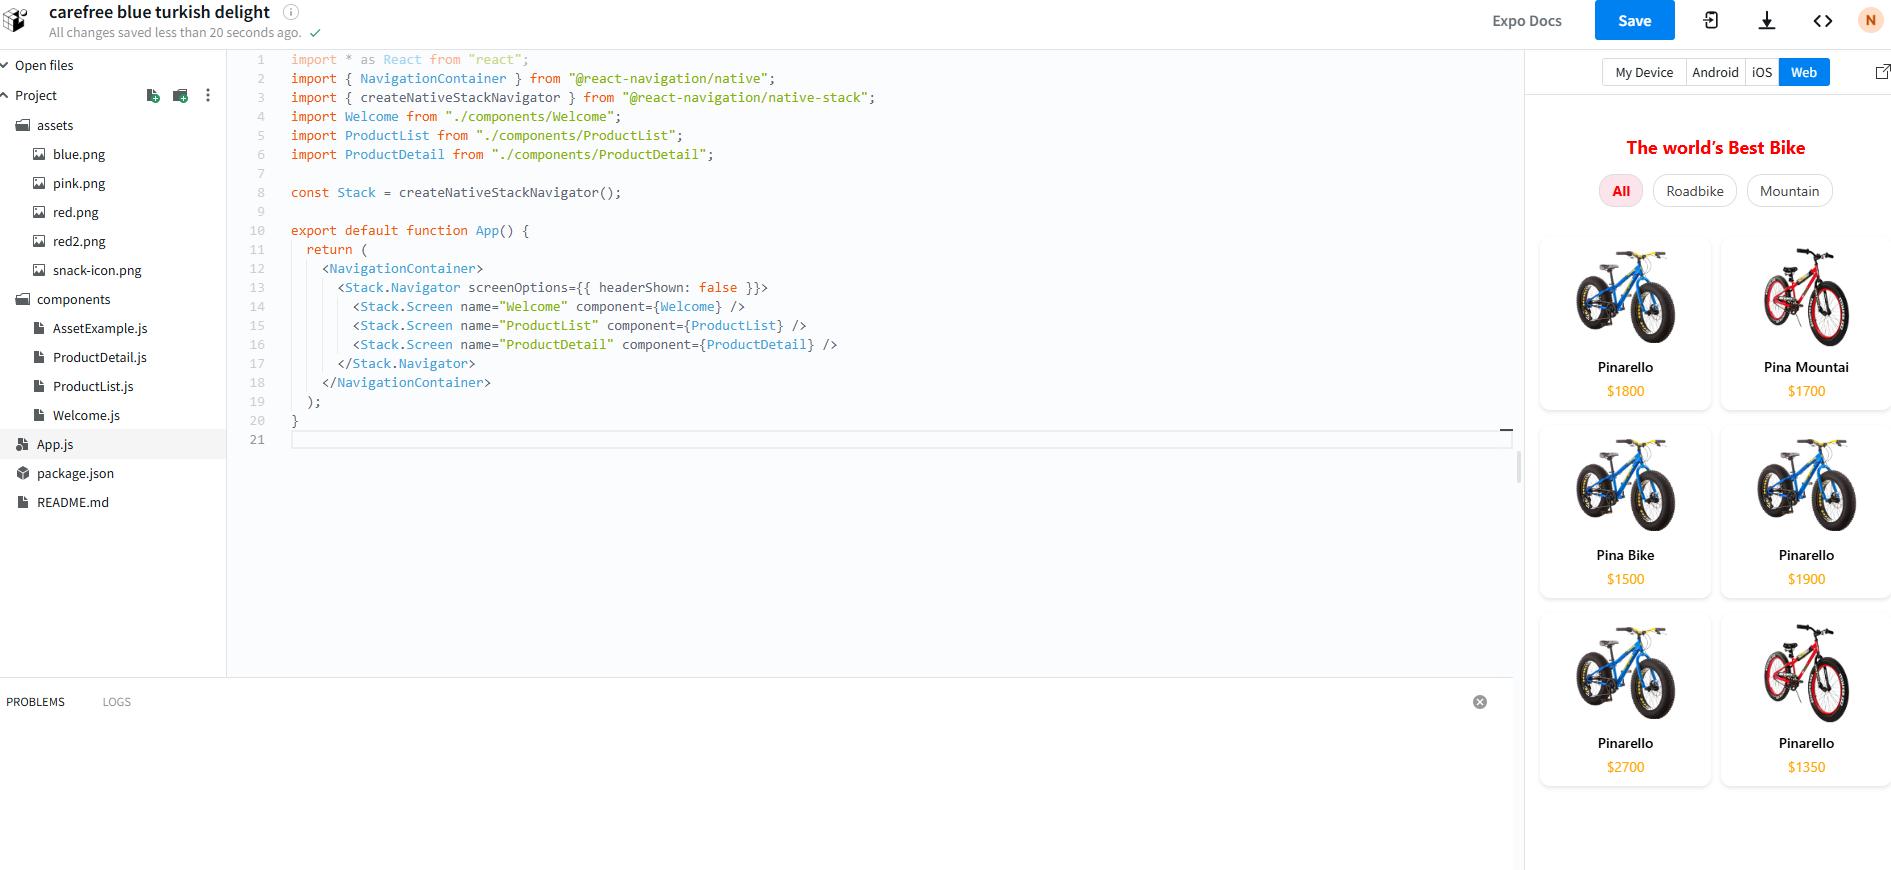 carefree blue turkish delight
All changes saved less than 20 seconds ago.
Expo Docs
Save
N
Open files
Project
assets
blue.png
pink.png
red.png
red2.png
snack-icon.png
components
AssetExample.js
ProductDetail.js
ProductList.js
Welcome.js
App.js
package.json
README.md
1 import * as React from "react";
2 import { NavigationContainer } from "@react-navigation/native";
3 import { createNativeStackNavigator } from "@react-navigation/native-stack";
4 import Welcome from "./components/Welcome";
5 import ProductList from "./components/ProductList";
6 import ProductDetail from "./components/ProductDetail";
7
8 const Stack = createNativeStackNavigator();
9
10 export default function App() {
11 return (
12 <NavigationContainer>
13 <Stack.Navigator screenOptions={{ headerShown: false }}>
14 <Stack.Screen name="Welcome" component={Welcome} />
15 <Stack.Screen name="ProductList" component={ProductList} />
16 <Stack.Screen name="ProductDetail" component={ProductDetail} />
17 </Stack.Navigator>
18 </NavigationContainer>
19 );
20 }
21
PROBLEMS LOGS
My Device Android iOS Web
The world's Best Bike
All Roadbike Mountain
Pinarello
$1800
Pina Mountai
$1700
Pina Bike
$1500
Pinarello
$1900
Pinarello
$2700
Pinarello
$1350